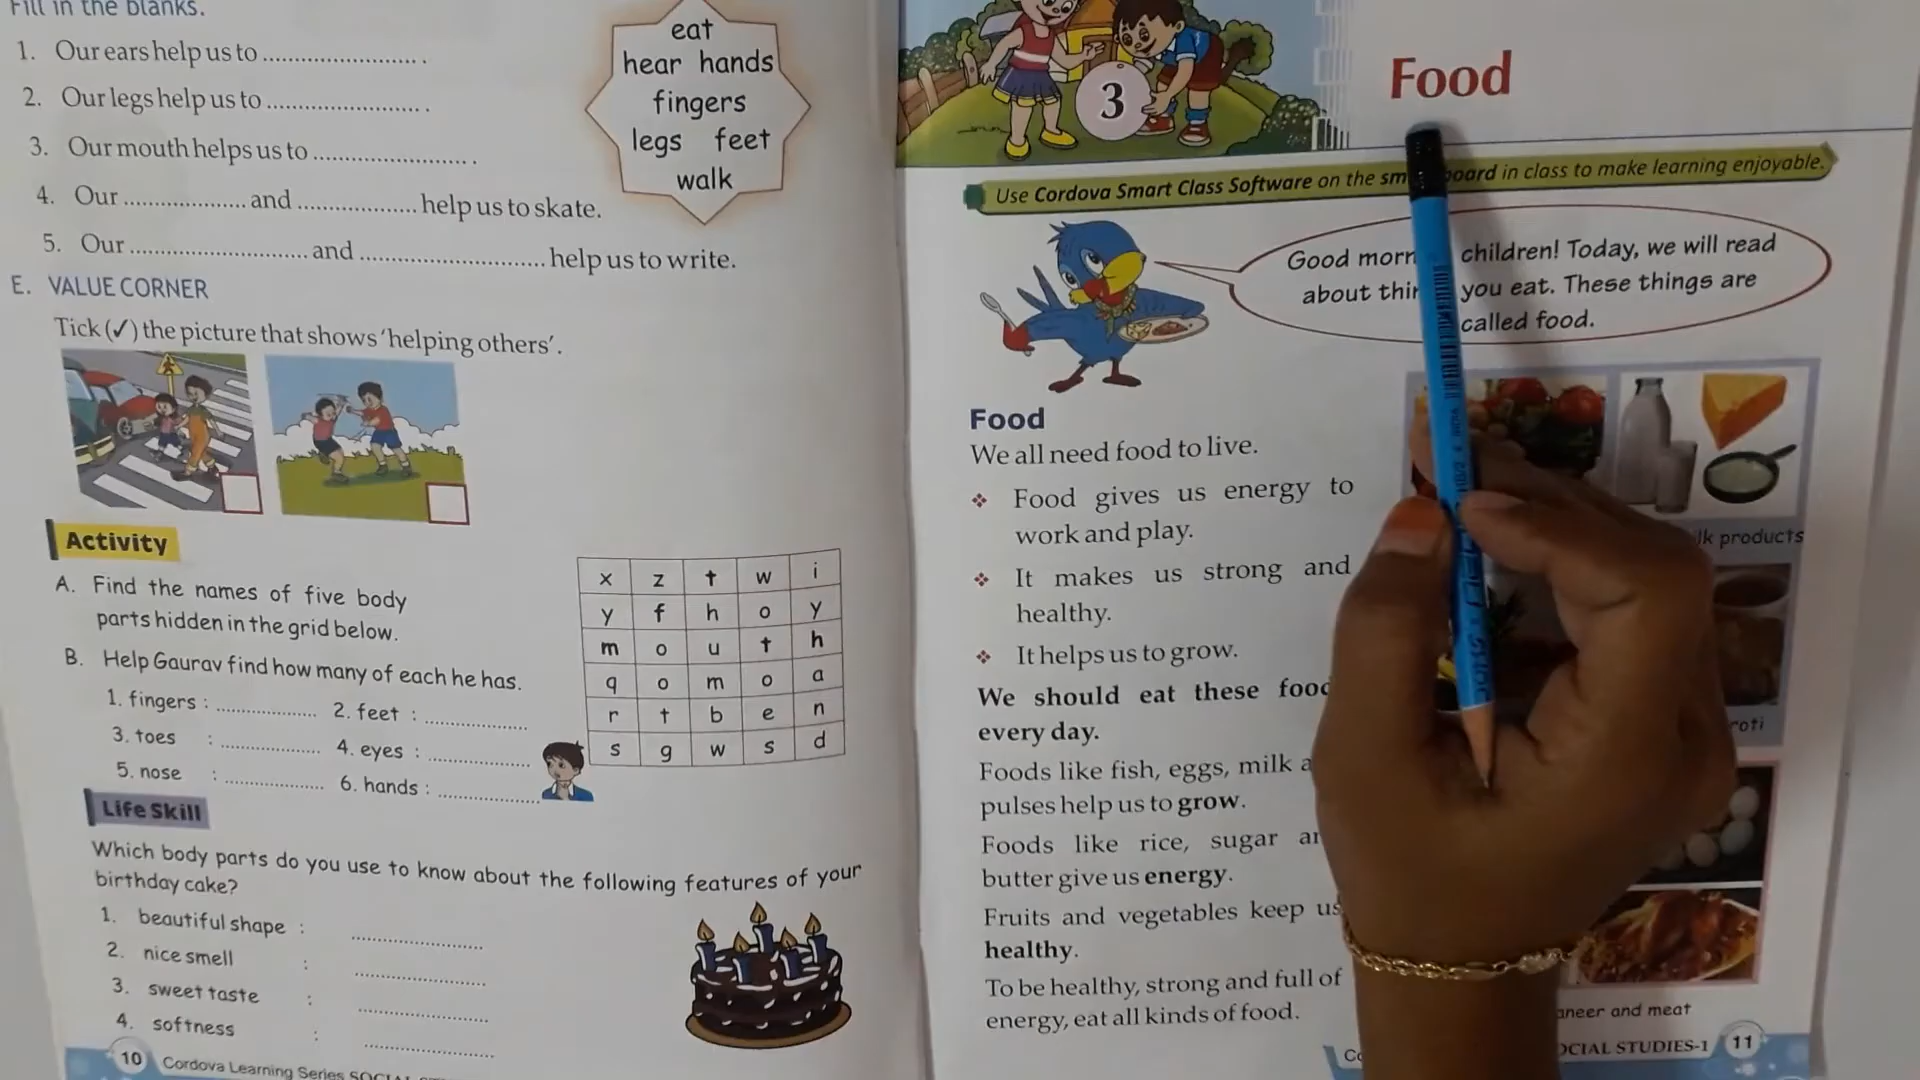 Fill in the blanks.
1. Our ears help us to ........................ .
2. Our legs help us to ........................ .
3. Our mouth helps us to ........................ .
4. Our .................... and .................... help us to skate.
5. Our ............................ and ............................ help us to write.
eat
hear hands
fingers
legs feet
walk
E. VALUE CORNER
Tick (✓) the picture that shows 'helping others'.
Activity
A. Find the names of five body
parts hidden in the grid below.
B. Help Gaurav find how many of each he has.
1. fingers : .................. 2. feet : ..................
3. toes : .................. 4. eyes : ..................
5. nose : .................. 6. hands : ..................
x z t w i
y f h o y
m o u t h
q o m o a
r t b e n
s g w s d
Life Skill
Which body parts do you use to know about the following features of your
birthday cake?
1. beautiful shape : ........................
2. nice smell : ........................
3. sweet taste : ........................
4. softness : ........................
10 Cordova Learning Series
3
Food
Use Cordova Smart Class Software on the board in class to make learning enjoyable.
Good children! Today, we will read
about you eat. These things are
called food.
Food
We all need food to live.
❖ Food gives us energy to
work and play.
❖ It makes us strong and
healthy.
❖ It helps us to grow.
We should eat these
every day.
Foods like fish, eggs, milk
pulses help us to grow.
Foods like rice, sugar
butter give us energy.
Fruits and vegetables keep us
healthy.
To be healthy, strong and full of
energy, eat all kinds of food.
products
roti
and meat
STUDIES-1 11